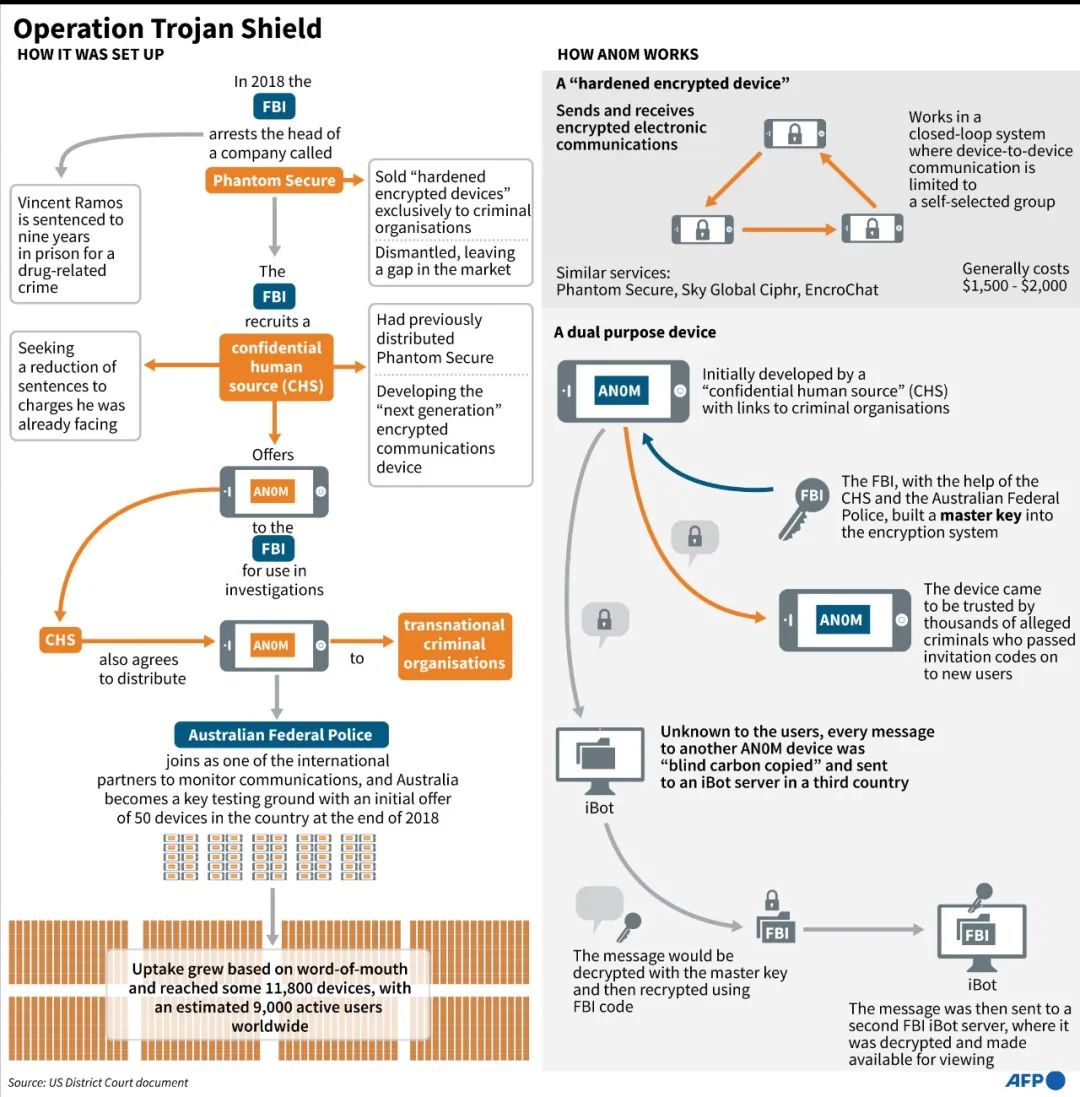 Operation Trojan Shield
HOW IT WAS SET UP
In 2018 the
FBI
arrests the head of
a company called
Phantom Secure
Vincent Ramos
is sentenced to
nine years
in prison for a
drug-related
crime
Sold “hardened
encrypted devices”
exclusively to criminal
organisations
Dismantled, leaving
a gap in the market
The
FBI
recruits a
confidential
human
source (CHS)
Seeking
a reduction of
sentences to
charges he was
already facing
Had previously
distributed
Phantom Secure
Developing the
“next generation”
encrypted
communications
device
Offers
AN0M
to the
FBI
for use in
investigations
CHS
also agrees
to distribute
AN0M
to
transnational
criminal
organisations
Australian Federal Police
joins as one of the international
partners to monitor communications, and Australia
becomes a key testing ground with an initial offer
of 50 devices in the country at the end of 2018
Uptake grew based on word-of-mouth
and reached some 11,800 devices, with
an estimated 9,000 active users
worldwide
HOW AN0M WORKS
A “hardened encrypted device”
Sends and receives
encrypted electronic
communications
Works in a
closed-loop system
where device-to-device
communication is
limited to
a self-selected group
Similar services:
Phantom Secure, Sky Global Ciphr, EncroChat
Generally costs
$1,500 - $2,000
A dual purpose device
AN0M
Initially developed by a
“confidential human source” (CHS)
with links to criminal organisations
FBI
The FBI, with the help of the
CHS and the Australian Federal
Police, built a master key into
the encryption system
AN0M
The device came
to be trusted by
thousands of alleged
criminals who passed
invitation codes on
to new users
Unknown to the users, every message
to another AN0M device was
“blind carbon copied” and sent
to an iBot server in a third country
iBot
The message would be
decrypted with the master key
and then recrypted using
FBI code
FBI
FBI
iBot
The message was then sent to a
second FBI iBot server, where it
was decrypted and made
available for viewing
Source: US District Court document
AFP